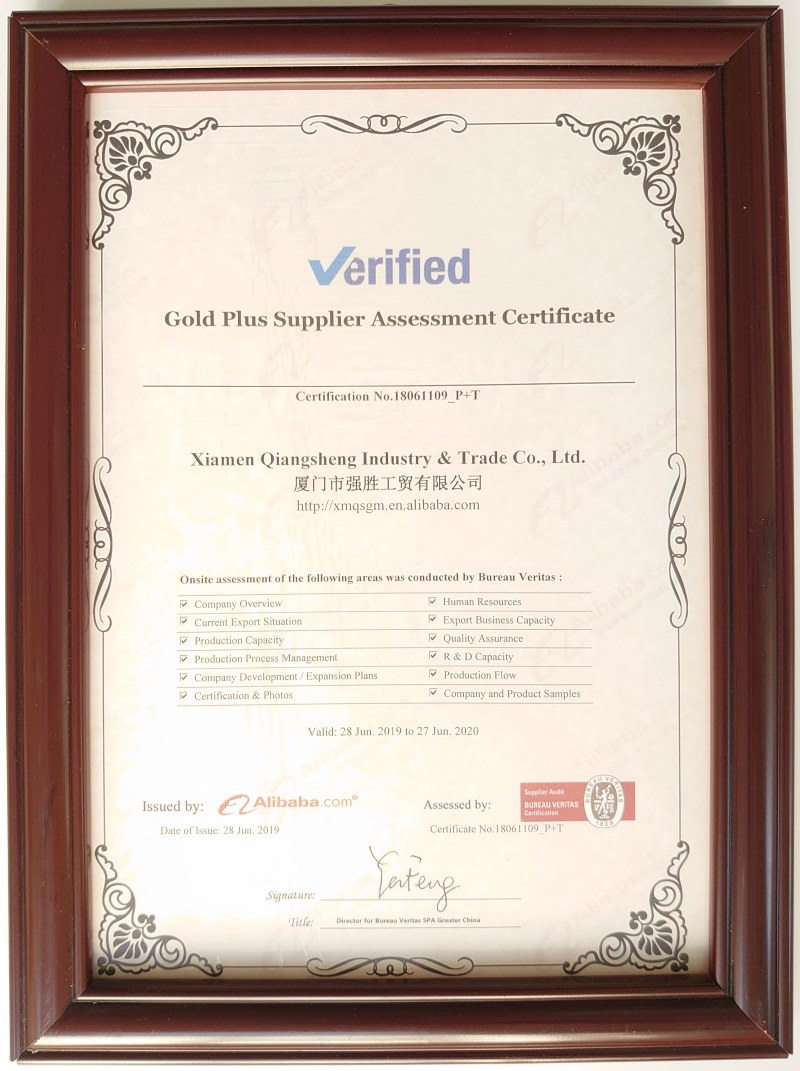 Verified
Gold Plus Supplier Assessment Certificate
Certification No.18061109_P+T
Xiamen Qiangsheng Industry & Trade Co., Ltd.
厦门市强胜工贸有限公司
http://xmqsgm.en.alibaba.com
Onsite assessment of the following areas was conducted by Bureau Veritas :
Company Overview Human Resources
Current Export Situation Export Business Capacity
Production Capacity Quality Assurance
Production Process Management R & D Capacity
Company Development / Expansion Plans Production Flow
Certification & Photos Company and Product Samples
Valid: 28 Jun. 2019 to 27 Jun. 2020
Issued by: Alibaba.com® Assessed by: Supplier Audit
BUREAU VERITAS
Certification
BUREAU VERITAS
1828
Date of Issue: 28 Jun. 2019 Certificate No.18061109_P+T
Signature:
Title: Director for Bureau Veritas SPA Greater China